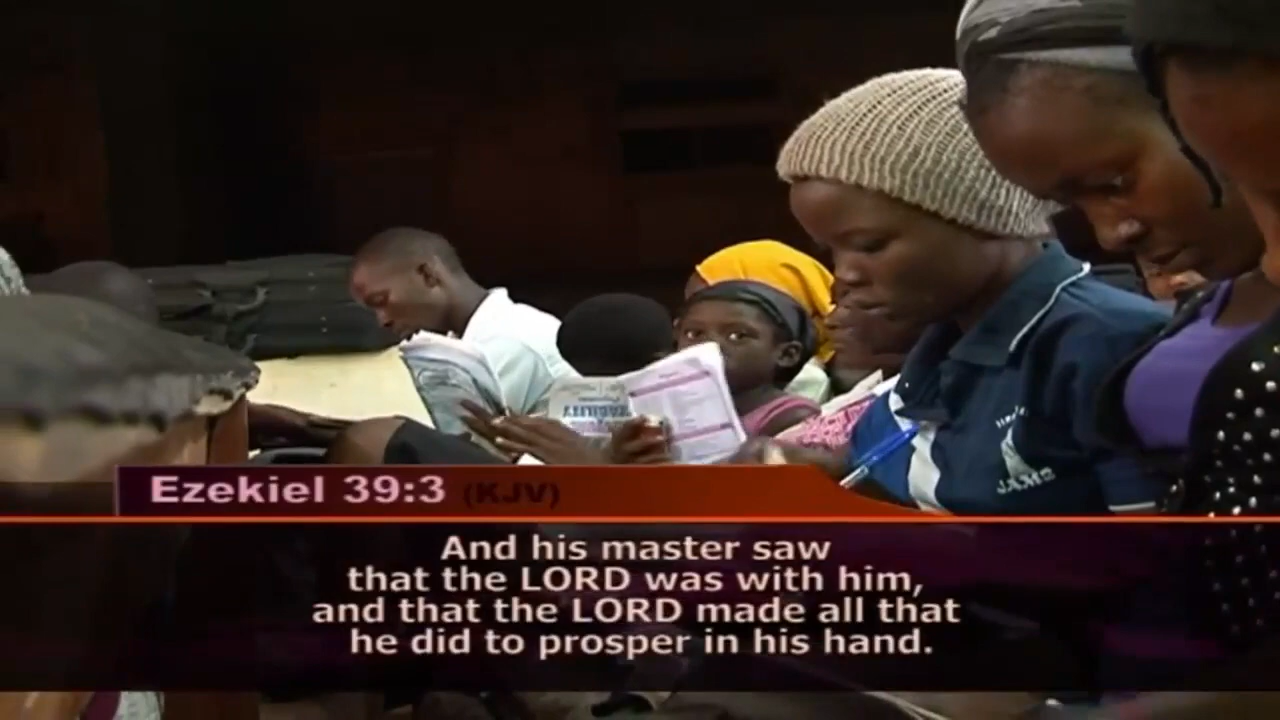 STABILITY
JAMS
Ezekiel 39:3 (KJV)
And his master saw
that the LORD was with him,
and that the LORD made all that
he did to prosper in his hand.